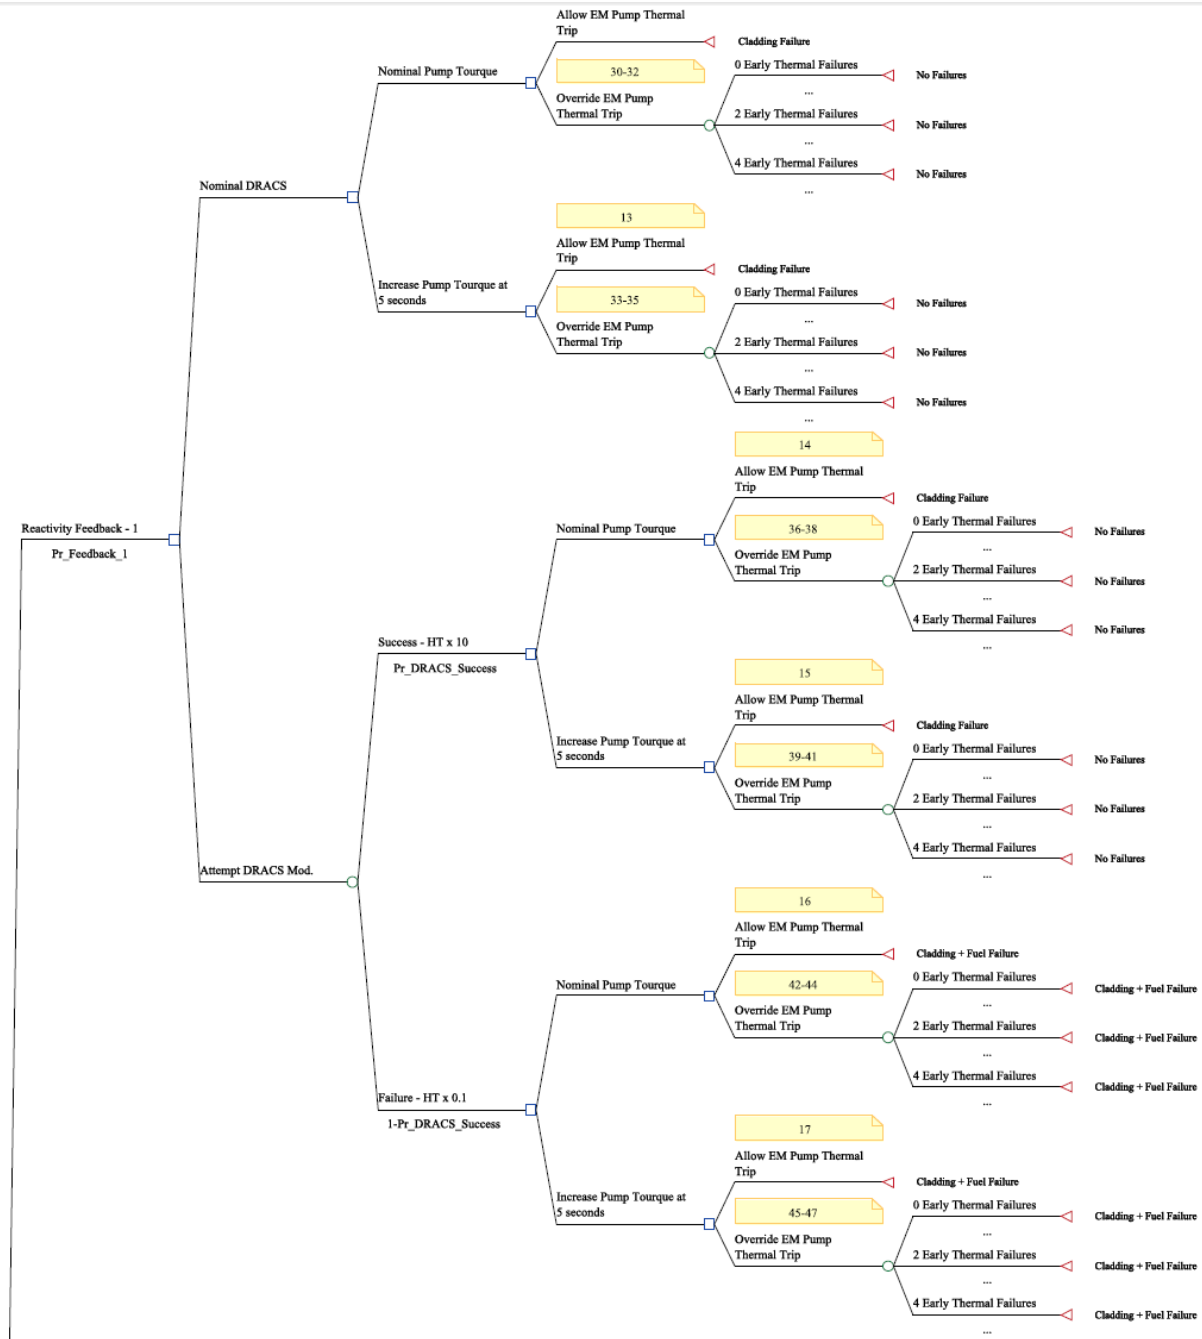 Allow EM Pump Thermal
Trip
Cladding Failure
Nominal Pump Tourque
30-32
Override EM Pump
Thermal Trip
0 Early Thermal Failures
No Failures
...
2 Early Thermal Failures
No Failures
...
4 Early Thermal Failures
No Failures
...
Nominal DRACS
13
Allow EM Pump Thermal
Trip
Cladding Failure
Increase Pump Tourque at
5 seconds
33-35
Override EM Pump
Thermal Trip
0 Early Thermal Failures
No Failures
...
2 Early Thermal Failures
No Failures
...
4 Early Thermal Failures
No Failures
...
14
Allow EM Pump Thermal
Trip
Cladding Failure
Reactivity Feedback - 1
Pr_Feedback_1
Nominal Pump Tourque
36-38
Override EM Pump
Thermal Trip
0 Early Thermal Failures
No Failures
...
2 Early Thermal Failures
No Failures
...
4 Early Thermal Failures
No Failures
...
Success - HT x 10
Pr_DRACS_Success
15
Allow EM Pump Thermal
Trip
Cladding Failure
Increase Pump Tourque at
5 seconds
39-41
Override EM Pump
Thermal Trip
0 Early Thermal Failures
No Failures
...
2 Early Thermal Failures
No Failures
...
4 Early Thermal Failures
No Failures
...
Attempt DRACS Mod.
16
Allow EM Pump Thermal
Trip
Cladding + Fuel Failure
Nominal Pump Tourque
42-44
Override EM Pump
Thermal Trip
0 Early Thermal Failures
Cladding + Fuel Failure
...
2 Early Thermal Failures
Cladding + Fuel Failure
...
4 Early Thermal Failures
Cladding + Fuel Failure
...
Failure - HT x 0.1
1-Pr_DRACS_Success
17
Allow EM Pump Thermal
Trip
Cladding + Fuel Failure
Increase Pump Tourque at
5 seconds
45-47
Override EM Pump
Thermal Trip
0 Early Thermal Failures
Cladding + Fuel Failure
...
2 Early Thermal Failures
Cladding + Fuel Failure
...
4 Early Thermal Failures
Cladding + Fuel Failure
...